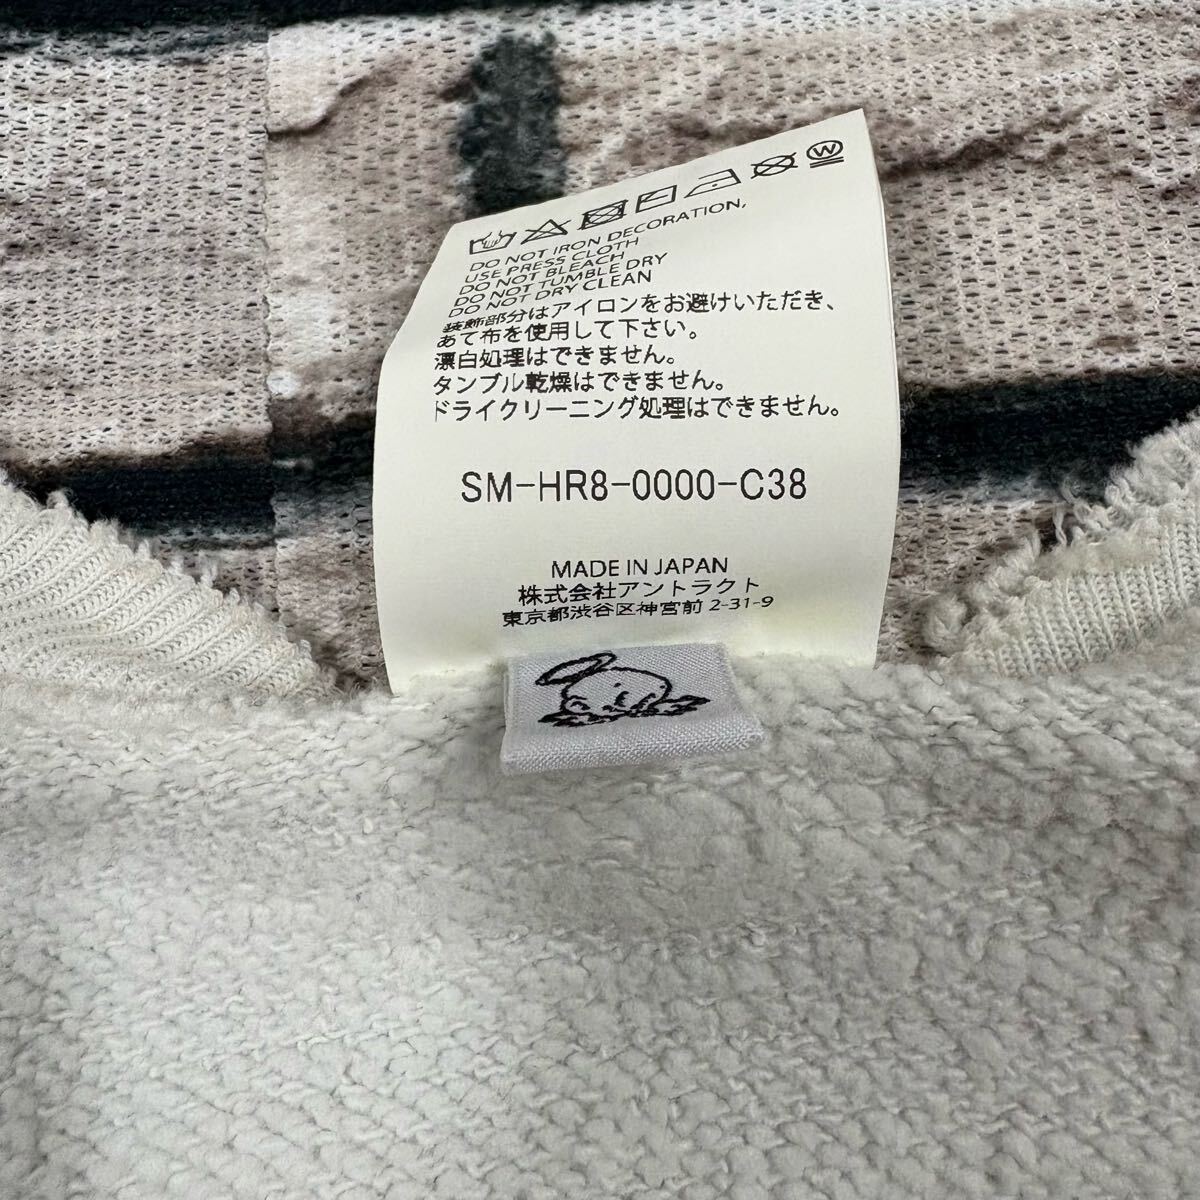 W
DO NOT IRON DECORATION,
USE PRESS CLOTH
DO NOT BLEACH
DO NOT TUMBLE DRY
DO NOT DRY CLEAN
装飾部分はアイロンをお避けいただき、
あて布を使用して下さい。
漂白処理はできません。
タンブル乾燥はできません。
ドライクリーニング処理はできません。
SM-HR8-0000-C38
MADE IN JAPAN
株式会社アントラクト
東京都渋谷区神宮前 2-31-9